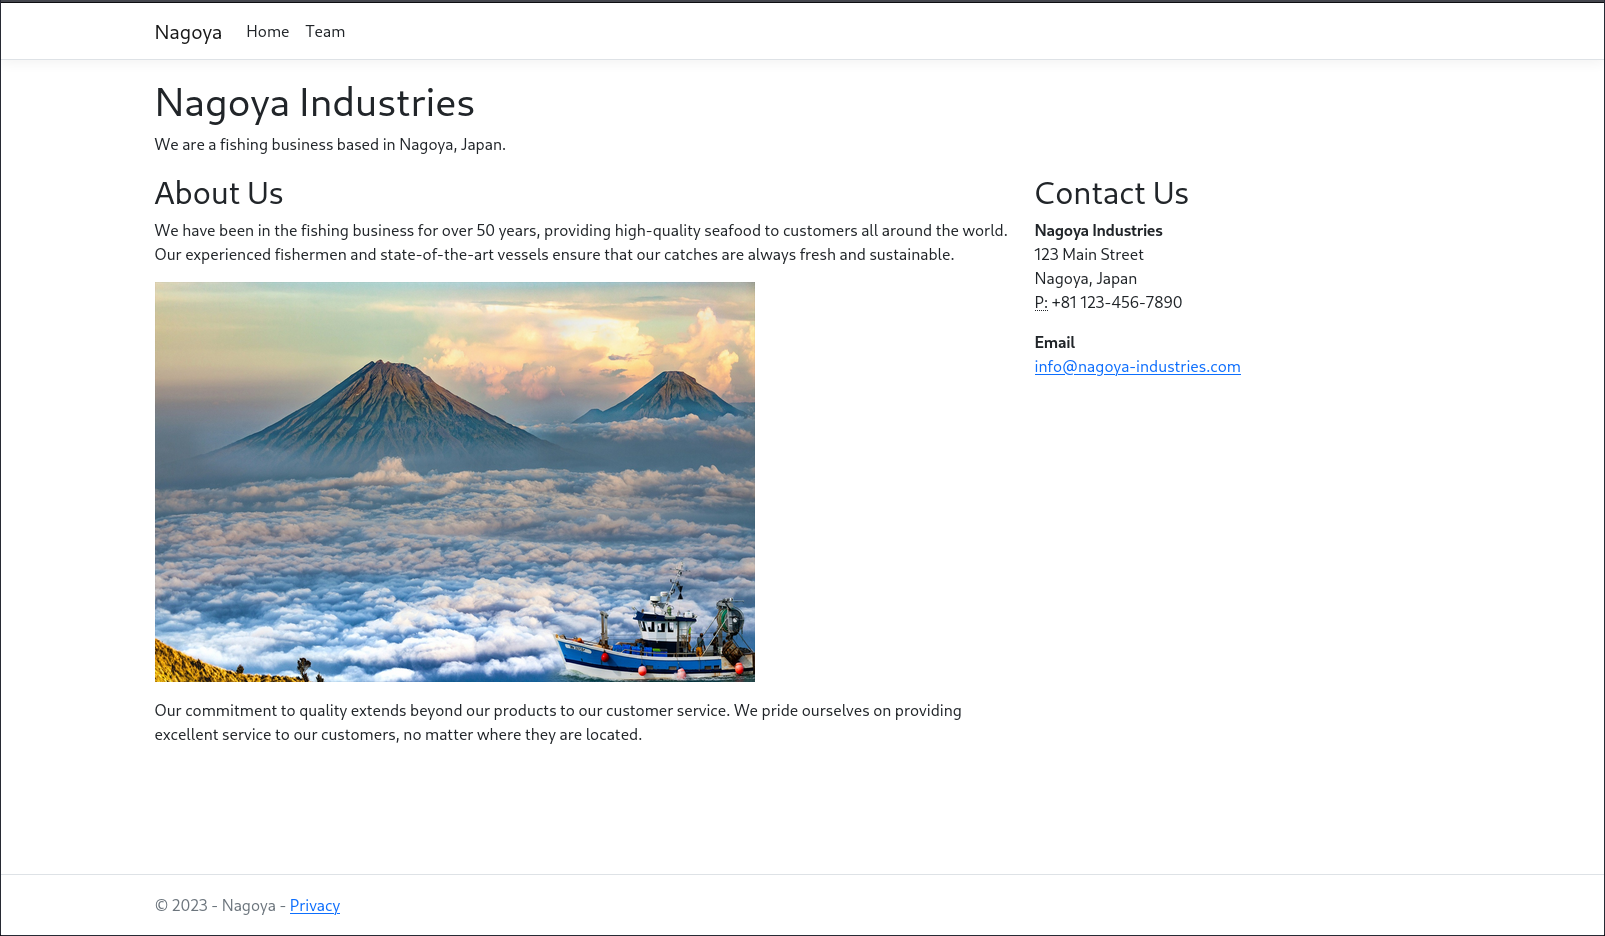 Nagoya Home Team
Nagoya Industries
We are a fishing business based in Nagoya, Japan.
About Us
We have been in the fishing business for over 50 years, providing high-quality seafood to customers all around the world.
Our experienced fishermen and state-of-the-art vessels ensure that our catches are always fresh and sustainable.
Our commitment to quality extends beyond our products to our customer service. We pride ourselves on providing
excellent service to our customers, no matter where they are located.
Contact Us
Nagoya Industries
123 Main Street
Nagoya, Japan
P: +81 123-456-7890
Email
info@nagoya-industries.com
© 2023 - Nagoya - Privacy